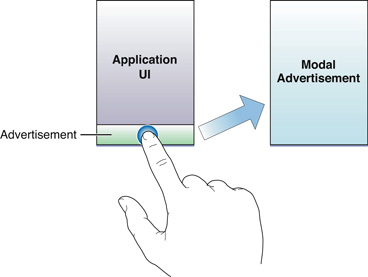 Application
UI
Modal
Advertisement
Advertisement